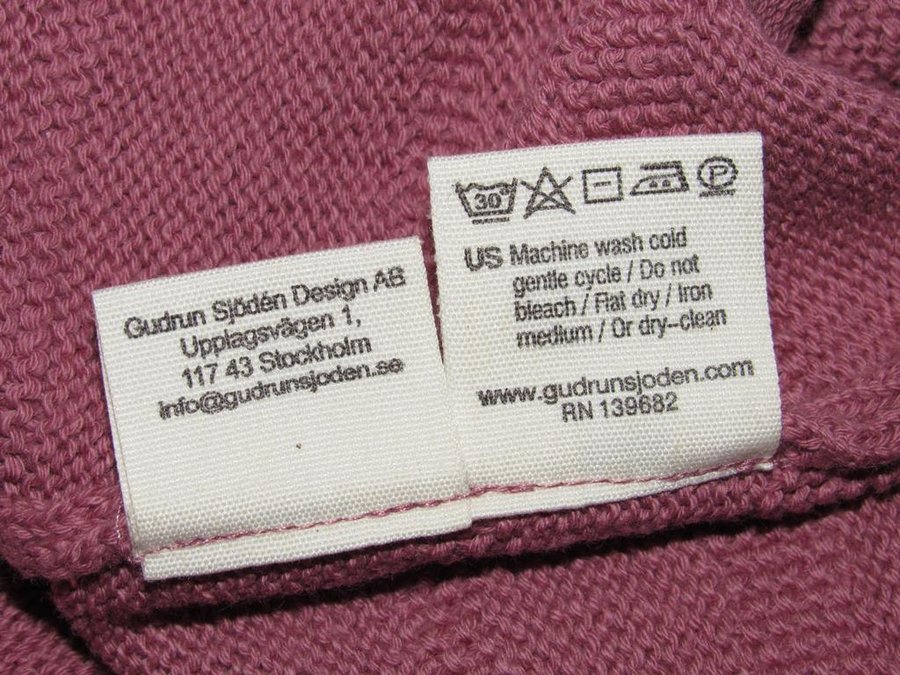 Gudrun Sjödén Design AB
Upplagsvägen 1,
117 43 Stockholm
info@gudrunsjoden.se
30°
P
US Machine wash cold
gentle cycle / Do not
bleach / Flat dry / Iron
medium / Or dry-clean
www.gudrunsjoden.com
RN 139682